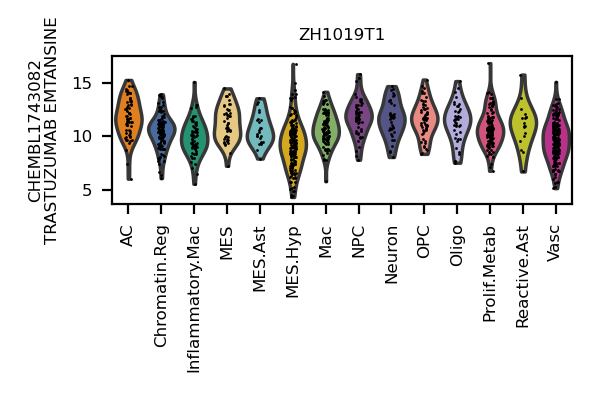 ZH1019T1
CHEMBL1743082
TRASTUZUMAB EMTANSINE
15
10
5
AC
Chromatin.Reg
Inflammatory.Mac
MES
MES.Ast
MES.Hyp
Mac
NPC
Neuron
OPC
Oligo
Prolif.Metab
Reactive.Ast
Vasc